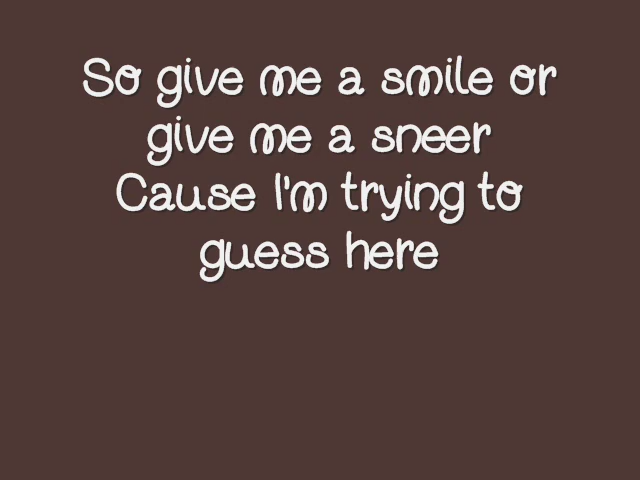 So give me a smile or
give me a sneer
Cause I'm trying to
guess here